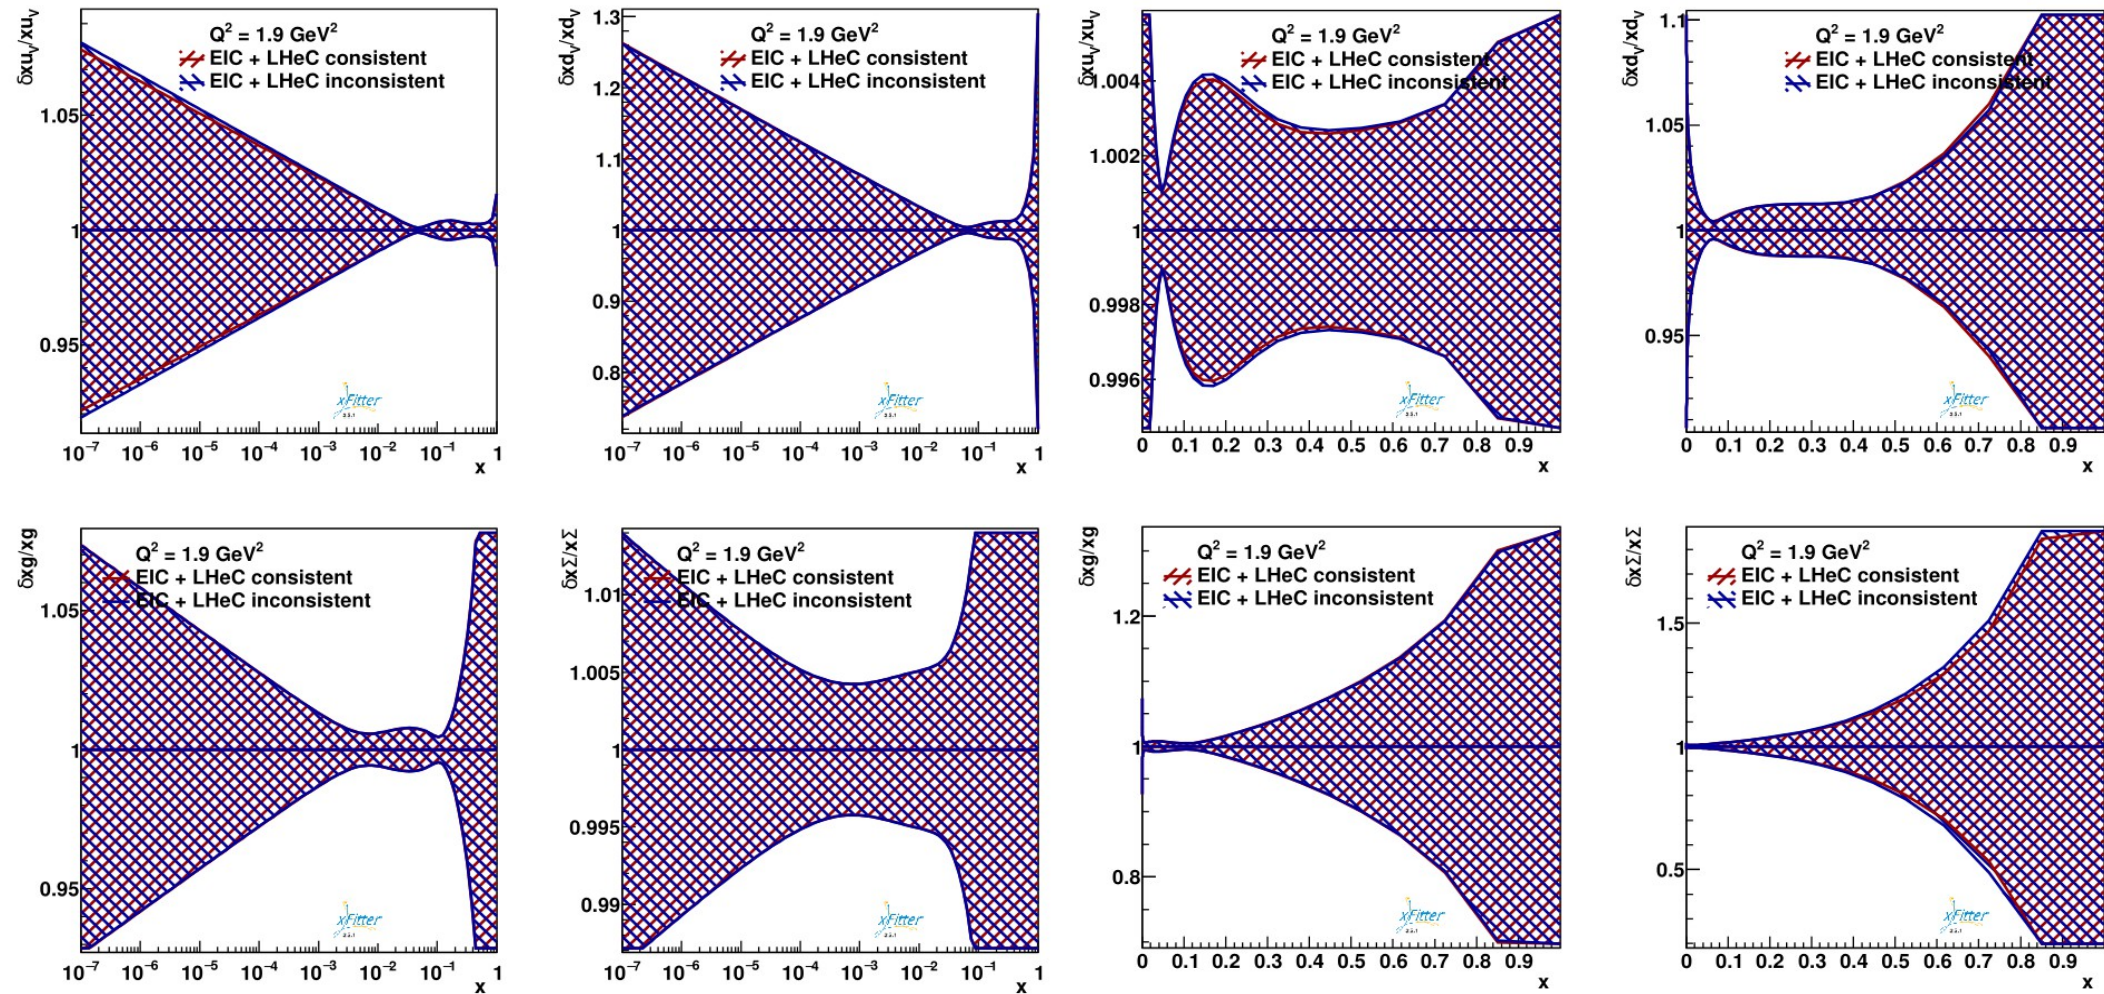 δxu_V/xu_V
Q² = 1.9 GeV²
EIC + LHeC consistent
EIC + LHeC inconsistent
1.05
1
0.95
xFitter
10⁻⁷ 10⁻⁶ 10⁻⁵ 10⁻⁴ 10⁻³ 10⁻² 10⁻¹ 1
x
δxd_V/xd_V
Q² = 1.9 GeV²
EIC + LHeC consistent
EIC + LHeC inconsistent
1.3
1.2
1.1
1
0.9
0.8
xFitter
10⁻⁷ 10⁻⁶ 10⁻⁵ 10⁻⁴ 10⁻³ 10⁻² 10⁻¹ 1
x
δxu_V/xu_V
Q² = 1.9 GeV²
EIC + LHeC consistent
EIC + LHeC inconsistent
1.004
1.002
1
0.998
0.996
xFitter
0 0.1 0.2 0.3 0.4 0.5 0.6 0.7 0.8 0.9
x
δxd_V/xd_V
Q² = 1.9 GeV²
EIC + LHeC consistent
EIC + LHeC inconsistent
1.1
1.05
1
0.95
xFitter
0 0.1 0.2 0.3 0.4 0.5 0.6 0.7 0.8 0.9
x
δxg/xg
Q² = 1.9 GeV²
EIC + LHeC consistent
EIC + LHeC inconsistent
1.05
1
0.95
xFitter
10⁻⁷ 10⁻⁶ 10⁻⁵ 10⁻⁴ 10⁻³ 10⁻² 10⁻¹ 1
x
δxΣ/xΣ
Q² = 1.9 GeV²
EIC + LHeC consistent
EIC + LHeC inconsistent
1.01
1.005
1
0.995
0.99
xFitter
10⁻⁷ 10⁻⁶ 10⁻⁵ 10⁻⁴ 10⁻³ 10⁻² 10⁻¹ 1
x
δxg/xg
Q² = 1.9 GeV²
EIC + LHeC consistent
EIC + LHeC inconsistent
1.2
1
0.8
xFitter
0 0.1 0.2 0.3 0.4 0.5 0.6 0.7 0.8 0.9
x
δxΣ/xΣ
Q² = 1.9 GeV²
EIC + LHeC consistent
EIC + LHeC inconsistent
1.5
1
0.5
xFitter
0 0.1 0.2 0.3 0.4 0.5 0.6 0.7 0.8 0.9
x